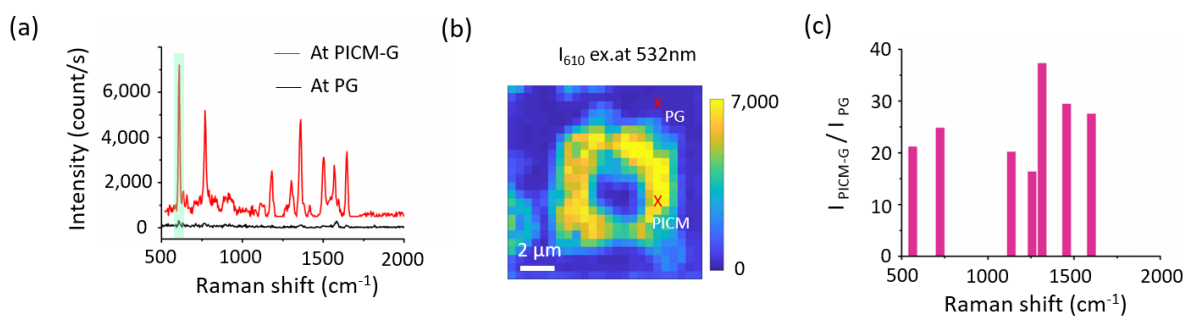 (a)
Intensity (count/s)
6,000
4,000
2,000
0
At PICM-G
At PG
500 1000 1500 2000
Raman shift (cm⁻¹)
(b)
I₆₁₀ ex.at 532nm
7,000
0
x
PG
x
PICM
2 μm
(c)
I_PICM-G / I_PG
40
30
20
10
0
500 1000 1500 2000
Raman shift (cm⁻¹)